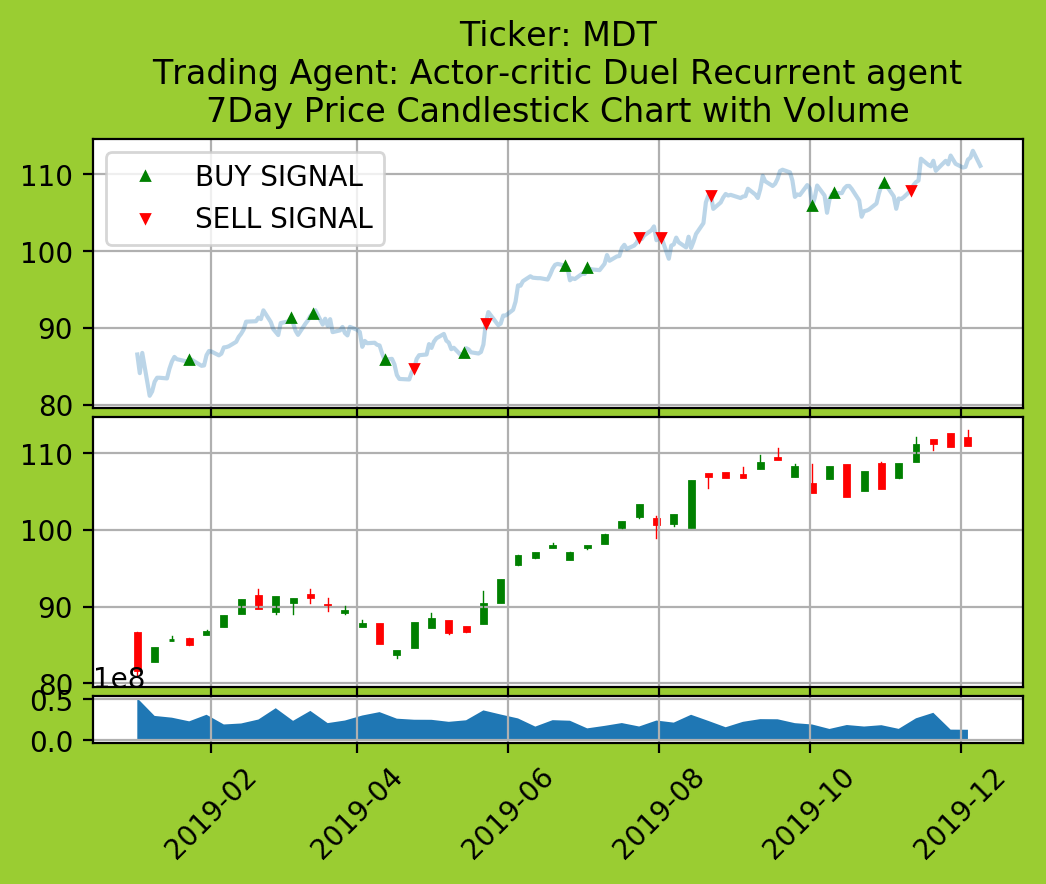 Ticker: MDT
Trading Agent: Actor-critic Duel Recurrent agent
7Day Price Candlestick Chart with Volume
BUY SIGNAL
SELL SIGNAL
110
100
90
80
110
100
90
80
1e8
0.5
0.0
2019-02
2019-04
2019-06
2019-08
2019-10
2019-12